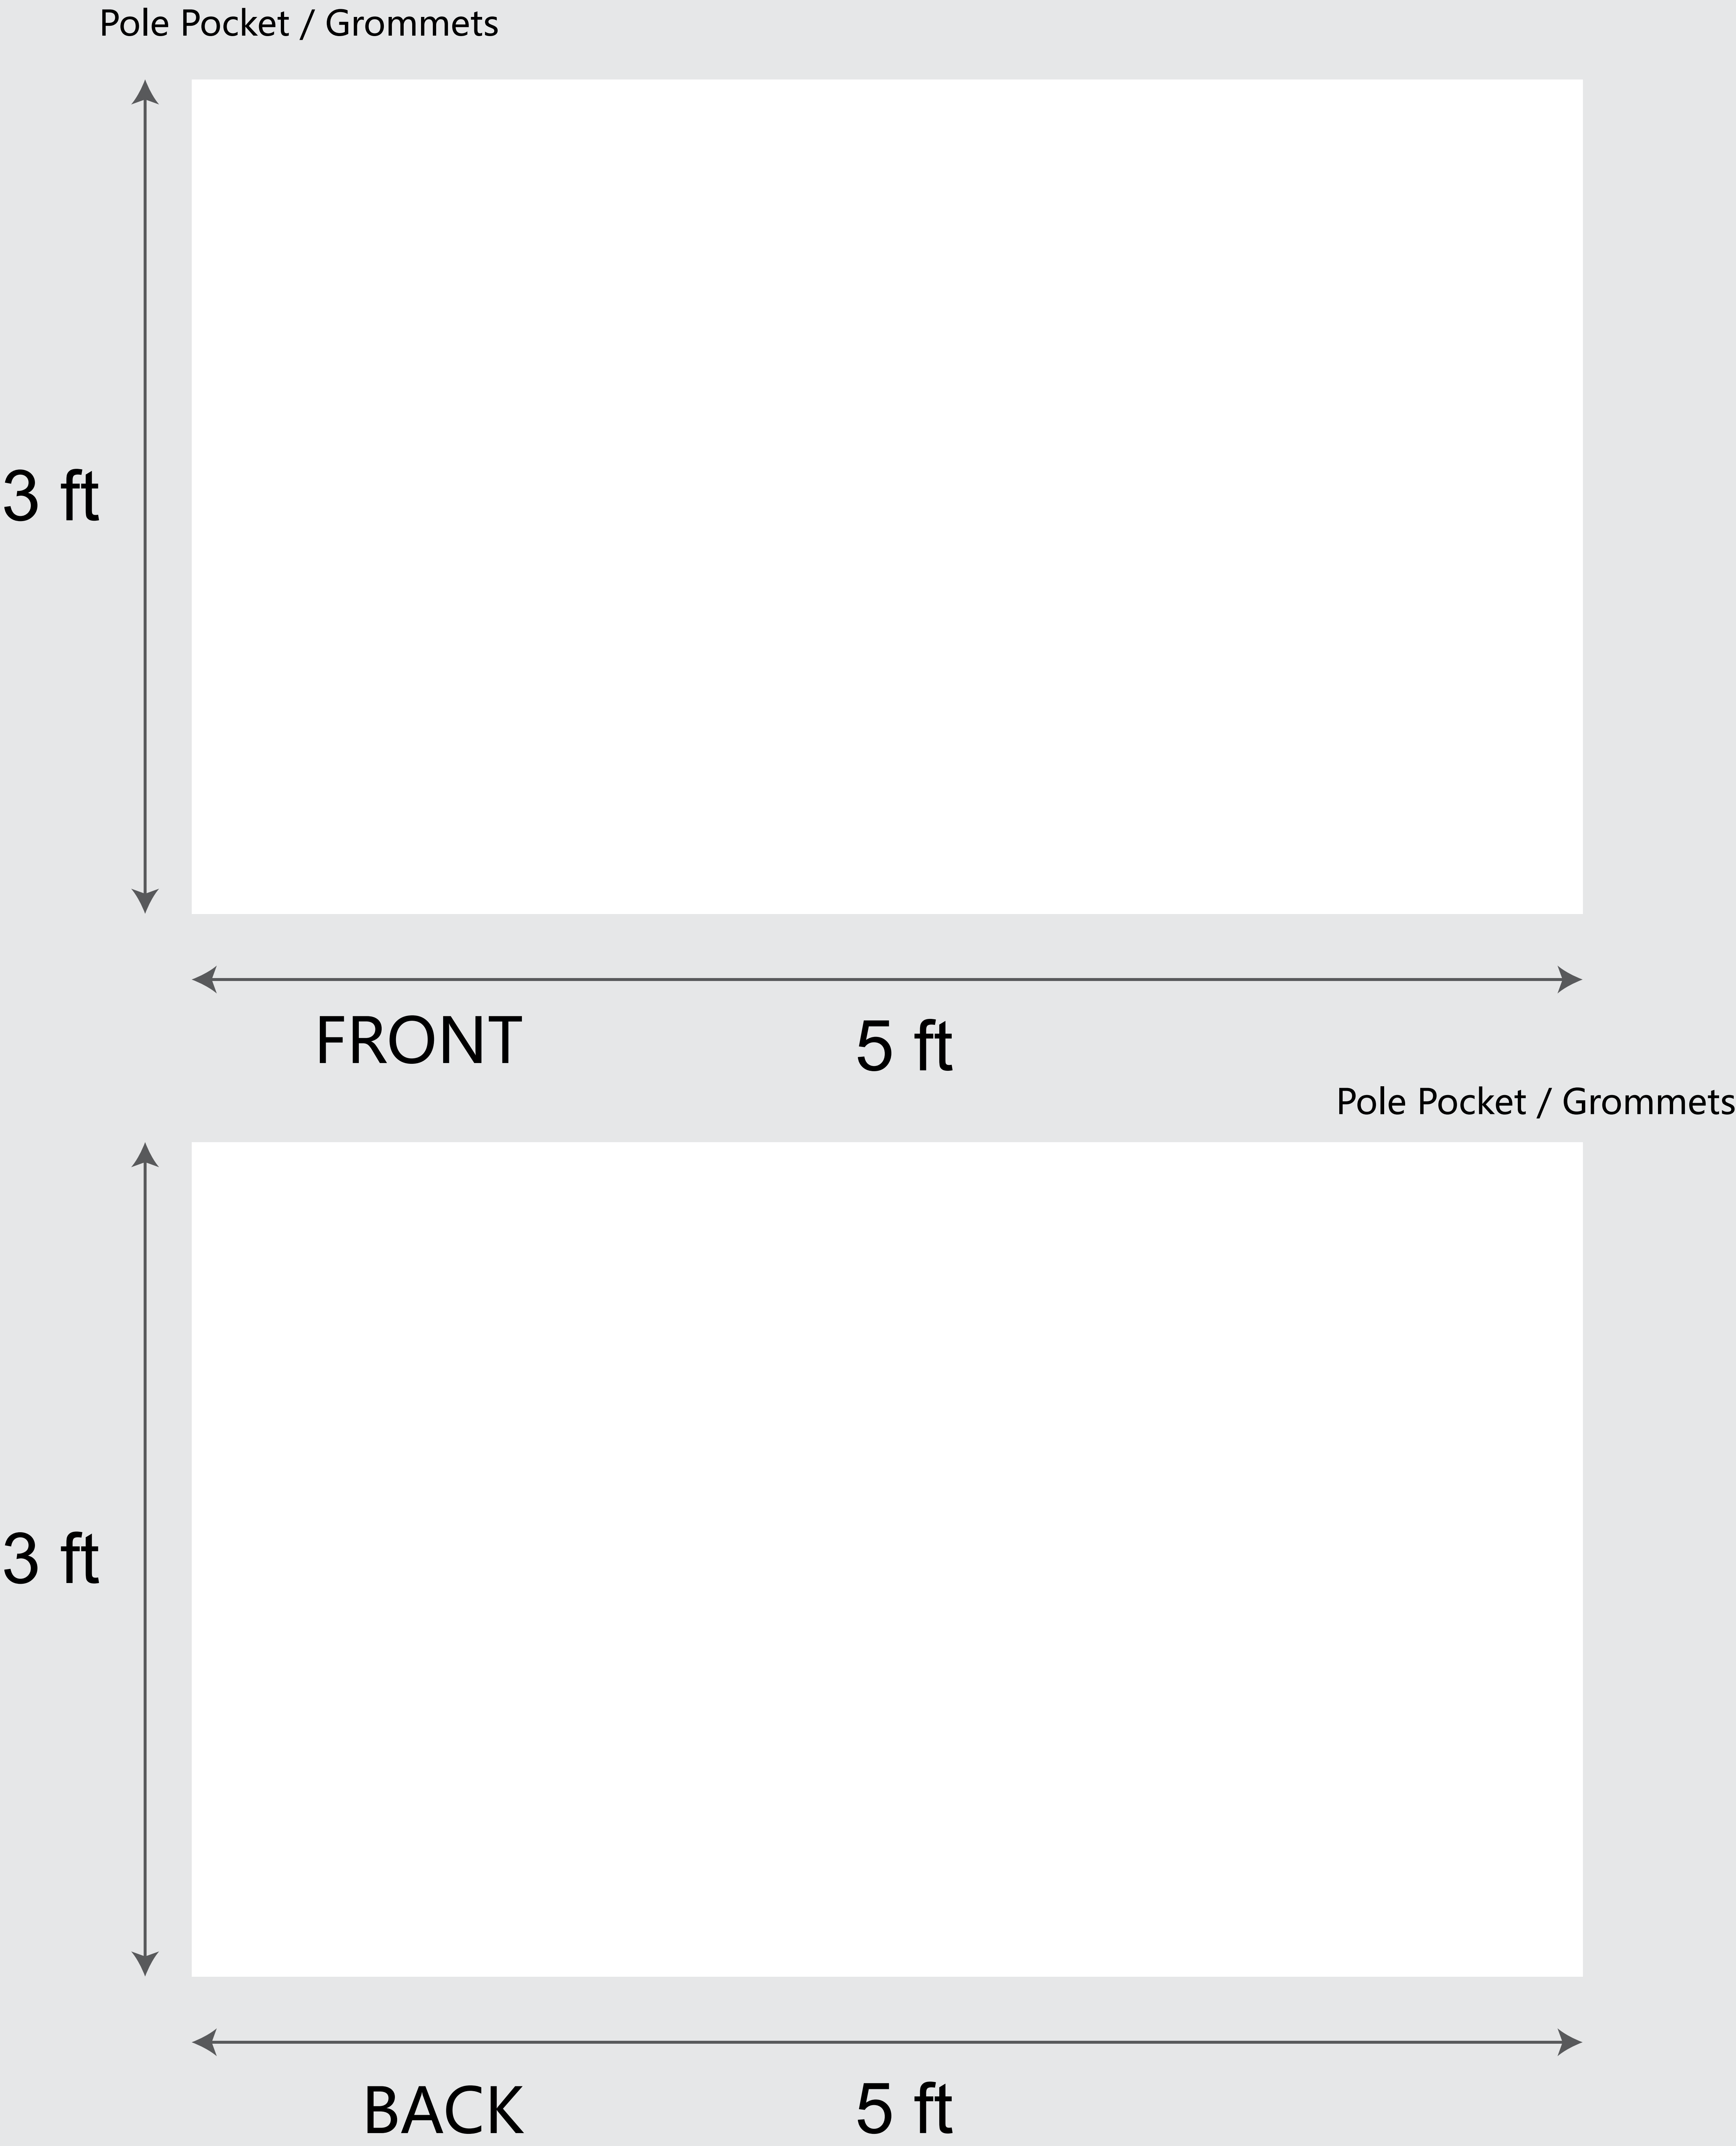 Pole Pocket / Grommets
3 ft
FRONT
5 ft
Pole Pocket / Grommets
3 ft
BACK
5 ft